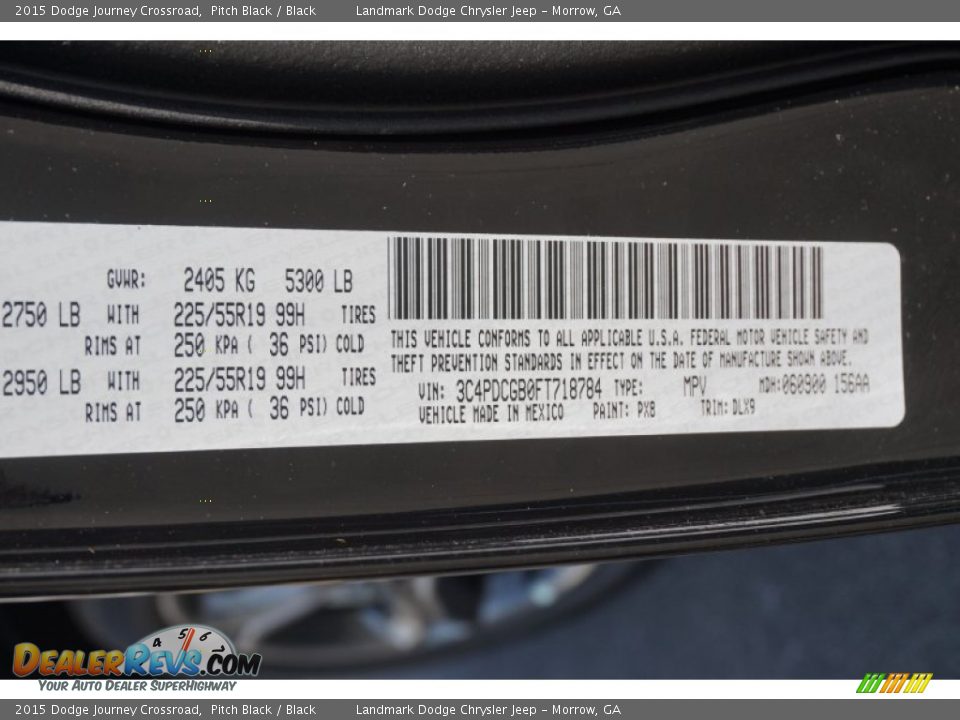 2015 Dodge Journey Crossroad, Pitch Black / Black Landmark Dodge Chrysler Jeep - Morrow, GA
GVWR: 2405 KG 5300 LB
2750 LB WITH 225/55R19 99H TIRES
RIMS AT 250 KPA ( 36 PSI) COLD
2950 LB WITH 225/55R19 99H TIRES
RIMS AT 250 KPA ( 36 PSI) COLD
THIS VEHICLE CONFORMS TO ALL APPLICABLE U.S.A. FEDERAL MOTOR VEHICLE SAFETY AND
THEFT PREVENTION STANDARDS IN EFFECT ON THE DATE OF MANUFACTURE SHOWN ABOVE.
VIN: 3C4PDCGB0FT718784 TYPE: MPV MDH:060900 156AA
VEHICLE MADE IN MEXICO PAINT: PX8 TRIM: DLX9
4 5 6
DEALERREVS.COM
YOUR AUTO DEALER SUPERHIGHWAY
2015 Dodge Journey Crossroad, Pitch Black / Black Landmark Dodge Chrysler Jeep - Morrow, GA